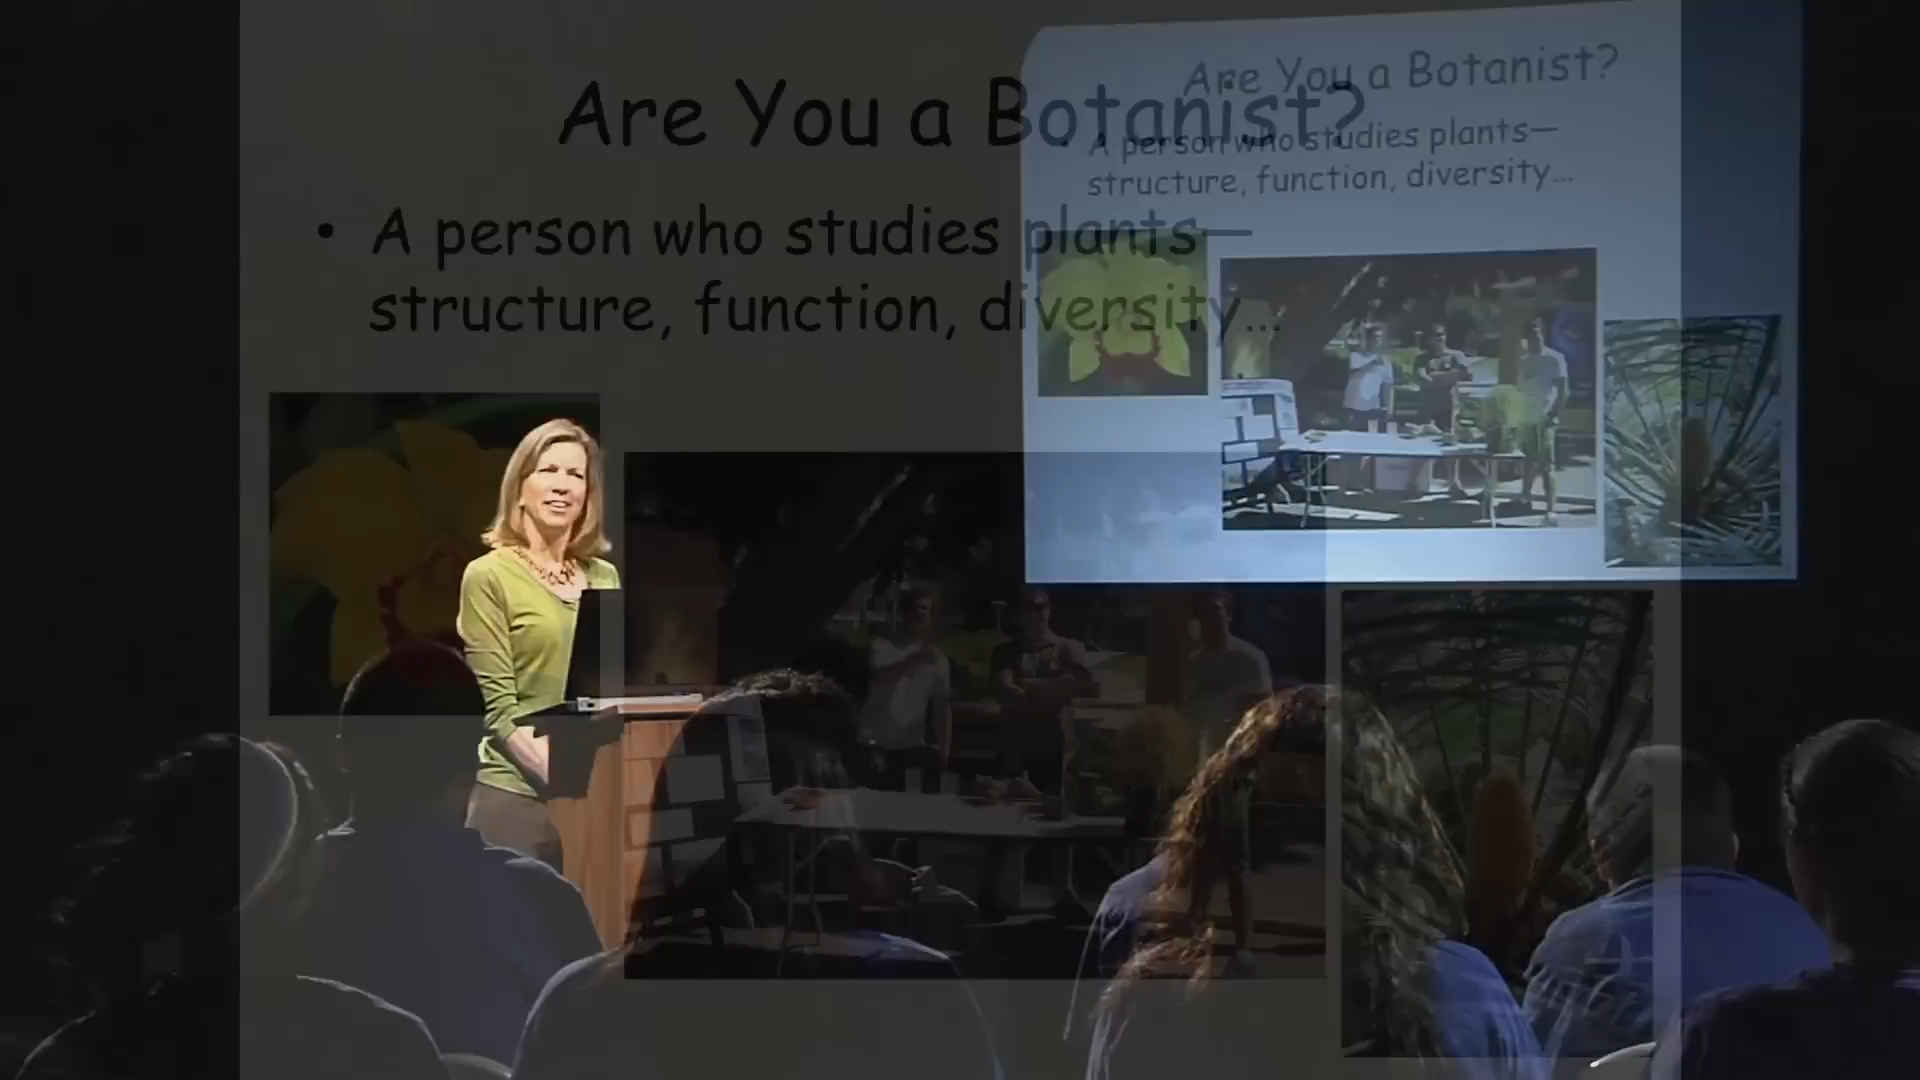 Are You a Botanist?
• A person who studies plants—
structure, function, diversity...
Are You a Botanist?
• A person who studies plants—
structure, function, diversity...